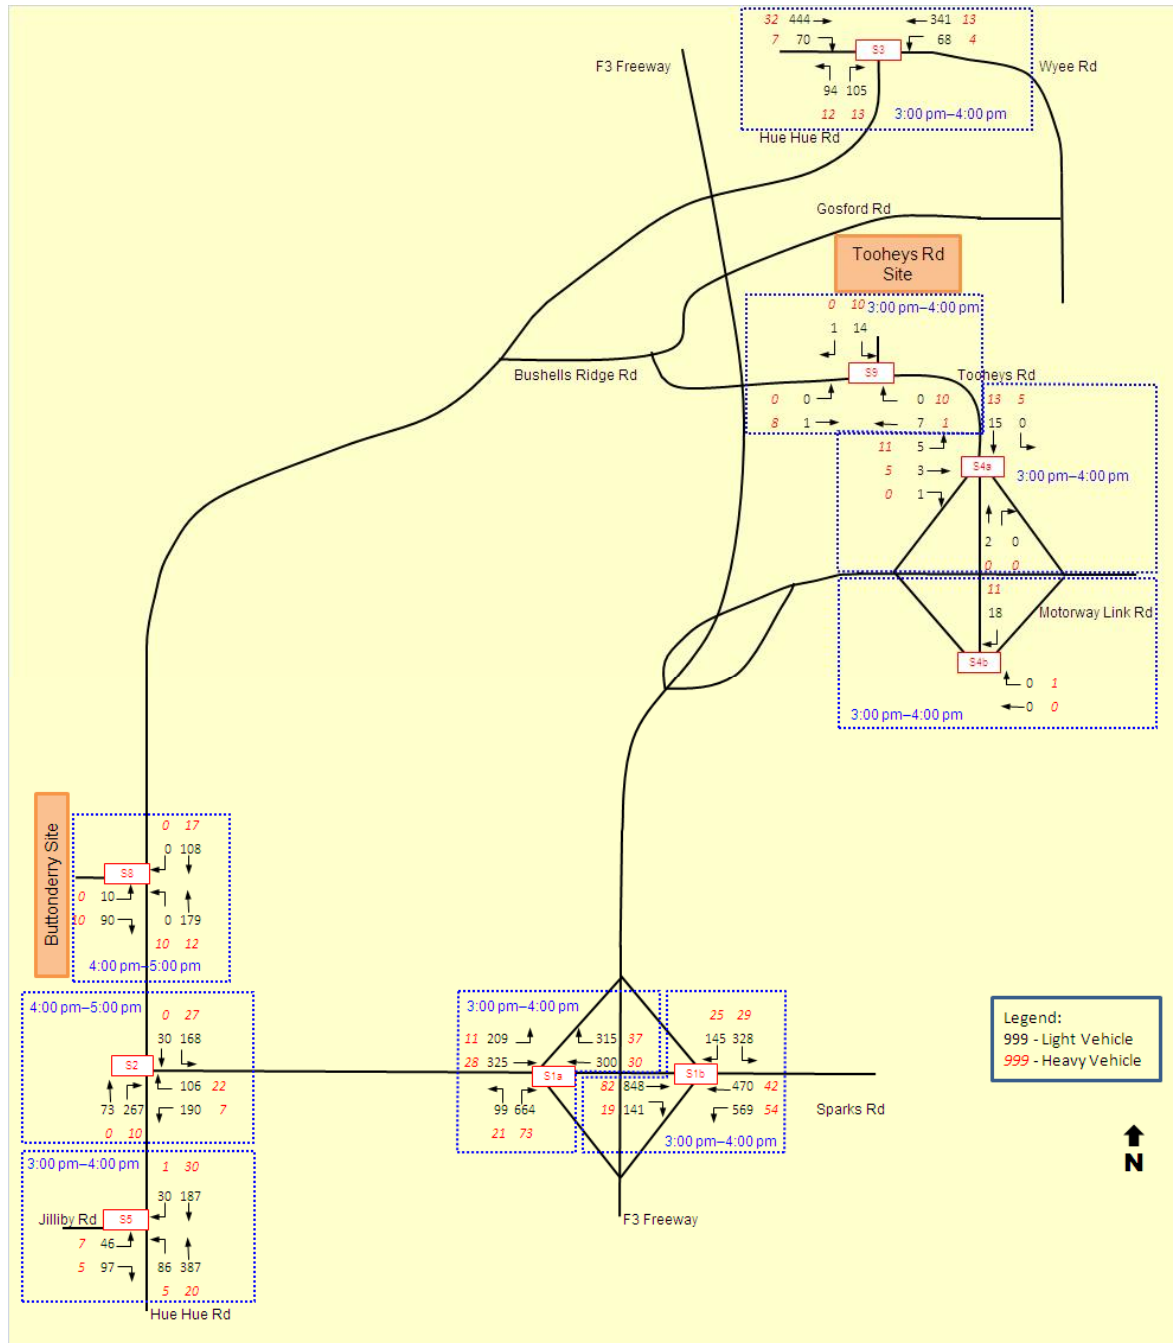 32 444 341 13
7 70 S3 68 4
F3 Freeway
Wyee Rd
94 105
12 13 3:00 pm–4:00 pm
Hue Hue Rd
Gosford Rd
Tooheys Rd
Site
0 10 3:00 pm–4:00 pm
1 14
Bushells Ridge Rd
S9
Tooheys Rd
0 0 0 10
8 1 7 1
13 5
15 0
11 5
5 3 S4a 3:00 pm–4:00 pm
0 1
2 0
0 0
11
18 Motorway Link Rd
S4b
0 1
3:00 pm–4:00 pm 0 0
Buttonderry Site
0 17
0 108
S8
0 10
10 90 0 179
10 12
4:00 pm–5:00 pm
4:00 pm–5:00 pm 0 27
30 168
S2
106 22
73 267 190 7
0 10
3:00 pm–4:00 pm
11 209 315 37
28 325 300 30
S1a
99 664
21 73
25 29
145 328
S1b
82 848 470 42
19 141 569 54
3:00 pm–4:00 pm
Sparks Rd
Legend:
999 - Light Vehicle
999 - Heavy Vehicle
N
3:00 pm–4:00 pm 1 30
30 187
Jilliby Rd S5
7 46
5 97 86 387
5 20
Hue Hue Rd
F3 Freeway